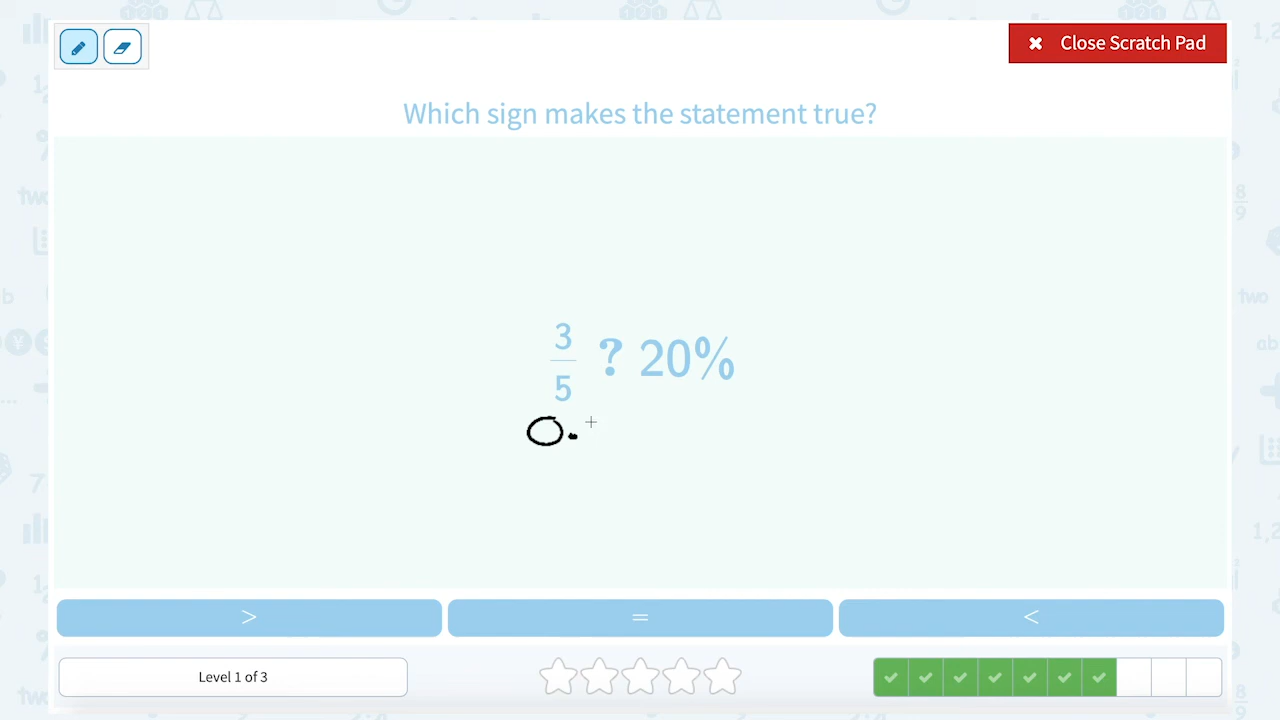 Close Scratch Pad
Which sign makes the statement true?
3/5 ? 20%
0.
> = <
Level 1 of 3